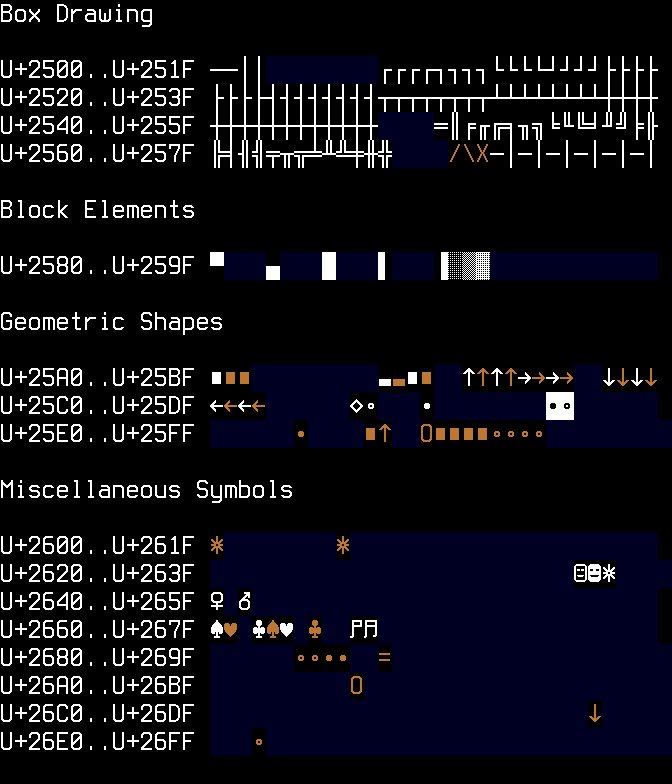 Box Drawing
U+2500..U+251F
U+2520..U+253F
U+2540..U+255F
U+2560..U+257F
Block Elements
U+2580..U+259F
Geometric Shapes
U+25A0..U+25BF
U+25C0..U+25DF
U+25E0..U+25FF
Miscellaneous Symbols
U+2600..U+261F
U+2620..U+263F
U+2640..U+265F
U+2660..U+267F
U+2680..U+269F
U+26A0..U+26BF
U+26C0..U+26DF
U+26E0..U+26FF